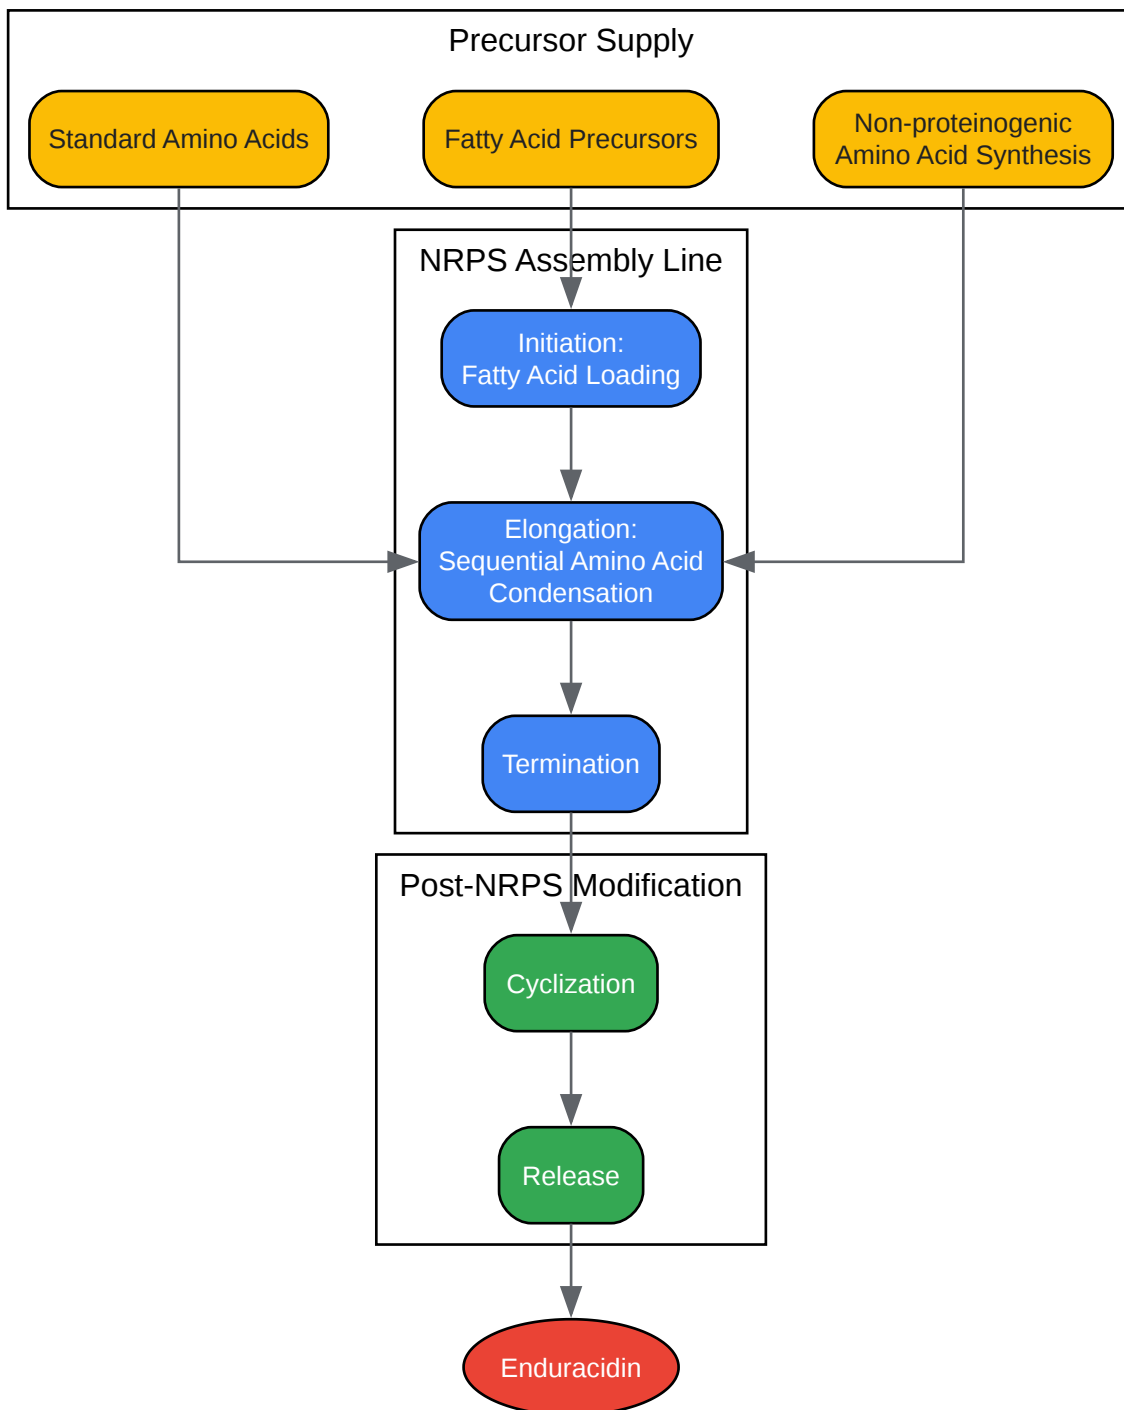 Precursor Supply
Standard Amino Acids
Fatty Acid Precursors
Non-proteinogenic
Amino Acid Synthesis
NRPS Assembly Line
Initiation:
Fatty Acid Loading
Elongation:
Sequential Amino Acid
Condensation
Termination
Post-NRPS Modification
Cyclization
Release
Enduracidin